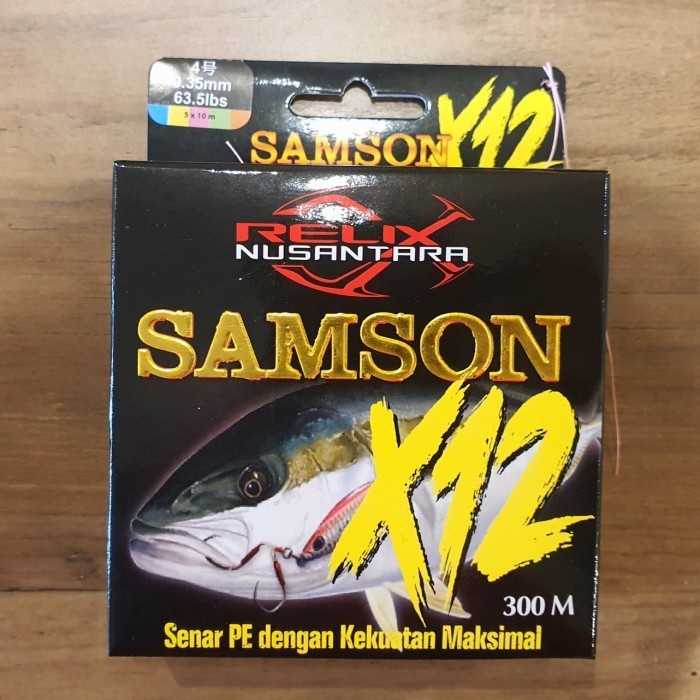 4号
0.35mm
63.5lbs
5 x 10 m
SAMSON X12
RELIX
NUSANTARA
SAMSON
X12
300 M
Senar PE dengan Kekuatan Maksimal